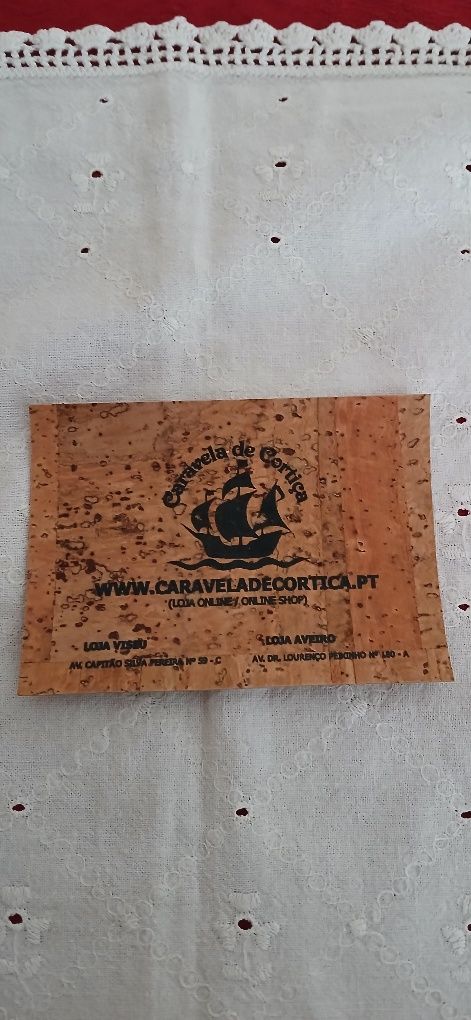 Caravela de Cortiça
WWW.CARAVELADECORTICA.PT
(LOJA ONLINE / ONLINE SHOP)
LOJA VISEU
AV. CAPITÃO SILVA PEREIRA Nº 59 - C
LOJA AVEIRO
AV. DR. LOURENÇO PEIXINHO Nº 180 - A